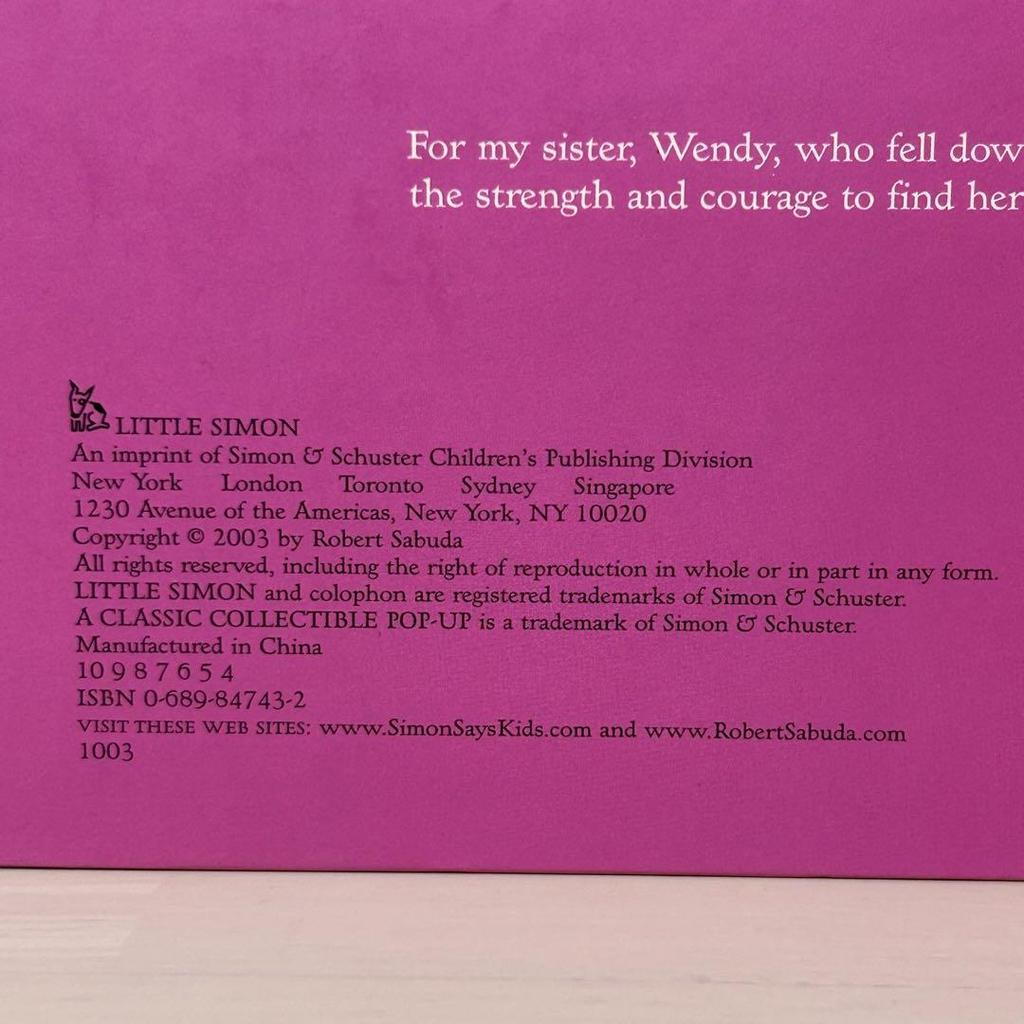 For my sister, Wendy, who fell dow
the strength and courage to find her
LITTLE SIMON
An imprint of Simon & Schuster Children's Publishing Division
New York London Toronto Sydney Singapore
1230 Avenue of the Americas, New York, NY 10020
Copyright © 2003 by Robert Sabuda
All rights reserved, including the right of reproduction in whole or in part in any form.
LITTLE SIMON and colophon are registered trademarks of Simon & Schuster.
A CLASSIC COLLECTIBLE POP-UP is a trademark of Simon & Schuster.
Manufactured in China
10 9 8 7 6 5 4
ISBN 0-689-84743-2
VISIT THESE WEB SITES: www.SimonSaysKids.com and www.RobertSabuda.com
1003